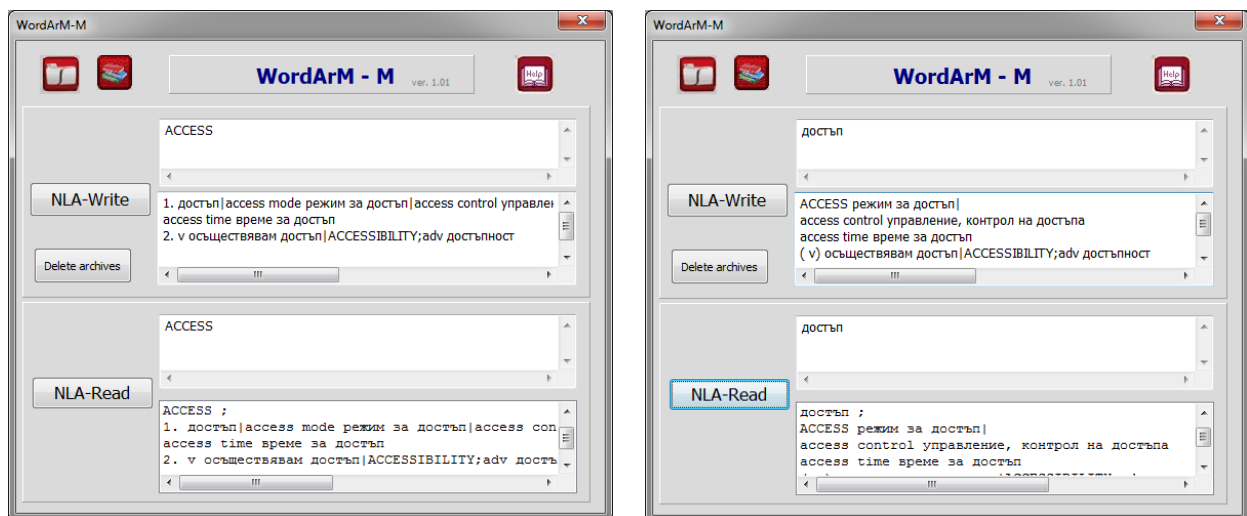 WordArM-M
WordArM - M ver. 1.01
Help
ACCESS
NLA-Write
1. достъп|access mode режим за достъп|access control управлен
access time време за достъп
2. v осъществявам достъп|ACCESSIBILITY;adv достъпност
Delete archives
ACCESS
NLA-Read
ACCESS ;
1. достъп|access mode режим за достъп|access con
access time време за достъп
2. v осъществявам достъп|ACCESSIBILITY;adv достъ
WordArM-M
WordArM - M ver. 1.01
Help
достъп
NLA-Write
ACCESS режим за достъп|
access control управление, контрол на достъпа
access time време за достъп
( v) осъществявам достъп|ACCESSIBILITY;adv достъпност
Delete archives
достъп
NLA-Read
достъп ;
ACCESS режим за достъп|
access control управление, контрол на достъпа
access time време за достъп